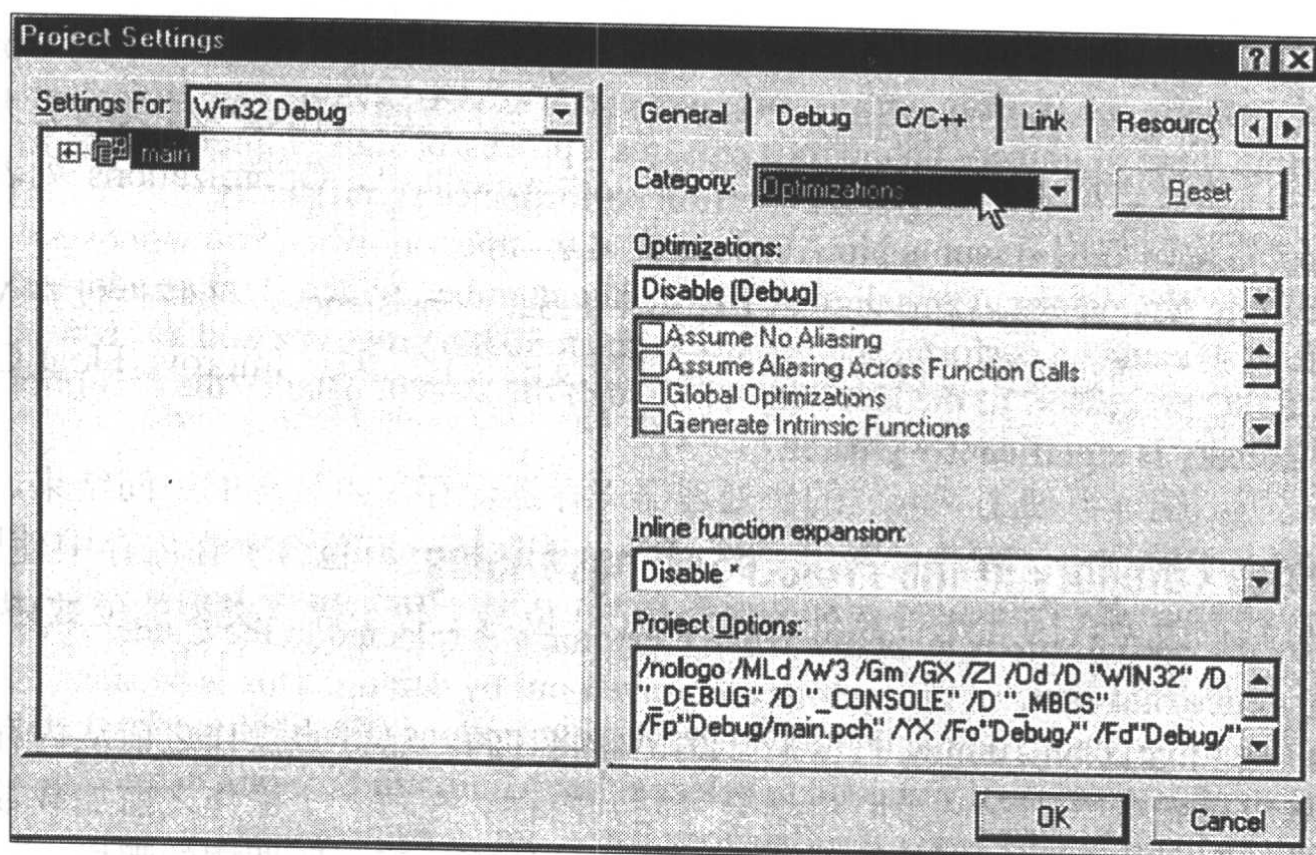 Project Settings
Settings For: Win32 Debug
main
General Debug C/C++ Link Resourc
Category: Optimizations Reset
Optimizations:
Disable (Debug)
Assume No Aliasing
Assume Aliasing Across Function Calls
Global Optimizations
Generate Intrinsic Functions
Inline function expansion:
Disable *
Project Options:
/nologo /MLd /W3 /Gm /GX /ZI /Od /D "WIN32" /D
"_DEBUG" /D "_CONSOLE" /D "_MBCS"
/Fp"Debug/main.pch" /YX /Fo"Debug/" /Fd"Debug/"
OK Cancel